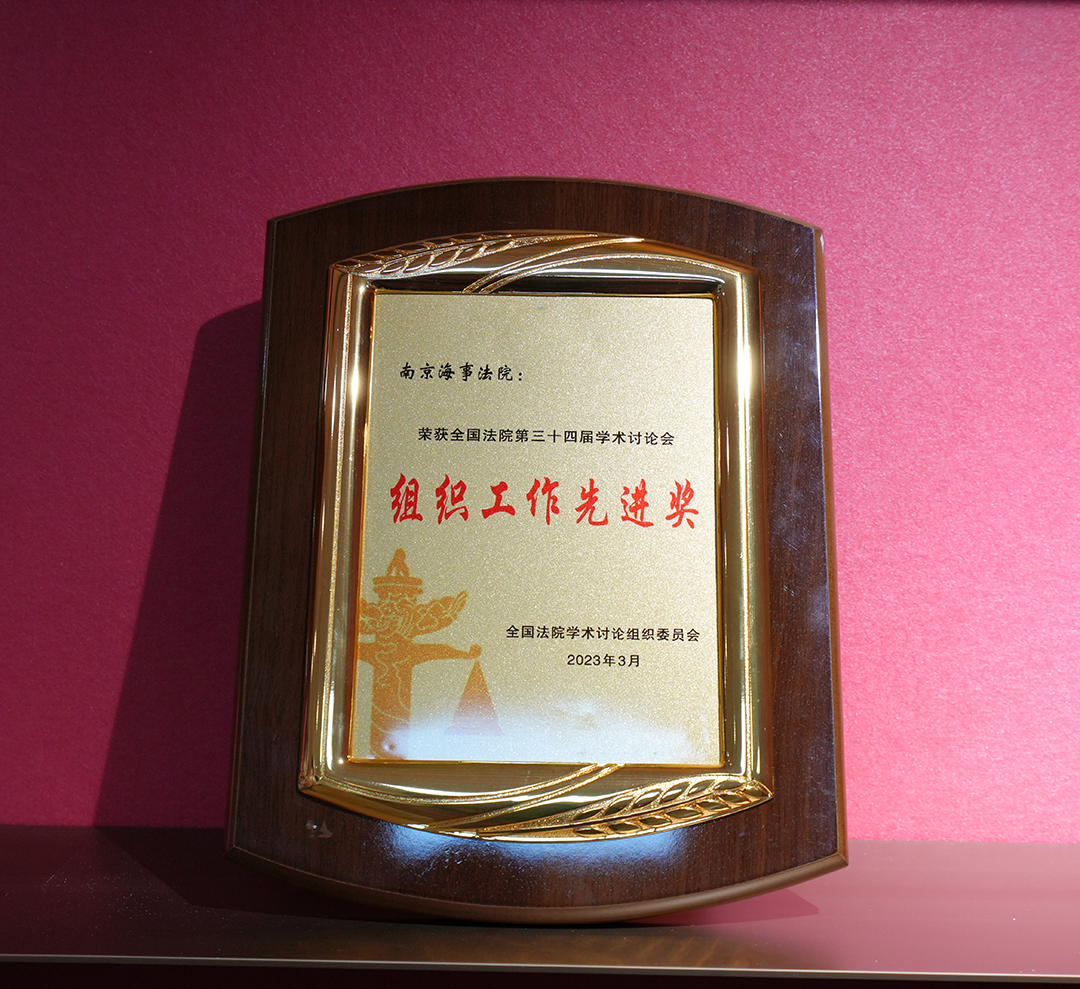 南京海事法院:
荣获全国法院第三十四届学术讨论会
组织工作先进奖
全国法院学术讨论组织委员会
2023年3月